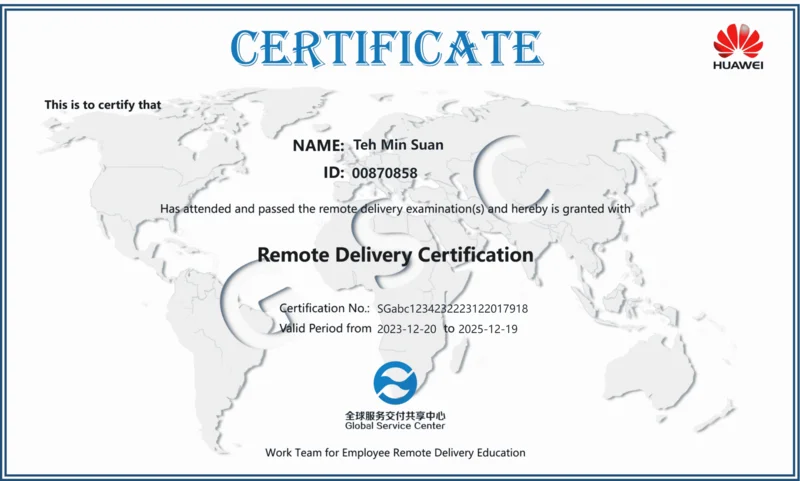 CERTIFICATE
HUAWEI
This is to certify that
NAME: Teh Min Suan
ID: 00870858
Has attended and passed the remote delivery examination(s) and hereby is granted with
Remote Delivery Certification
Certification No.: SGabc1234232223122017918
Valid Period from 2023-12-20 to 2025-12-19
全球服务交付共享中心
Global Service Center
Work Team for Employee Remote Delivery Education
G S C